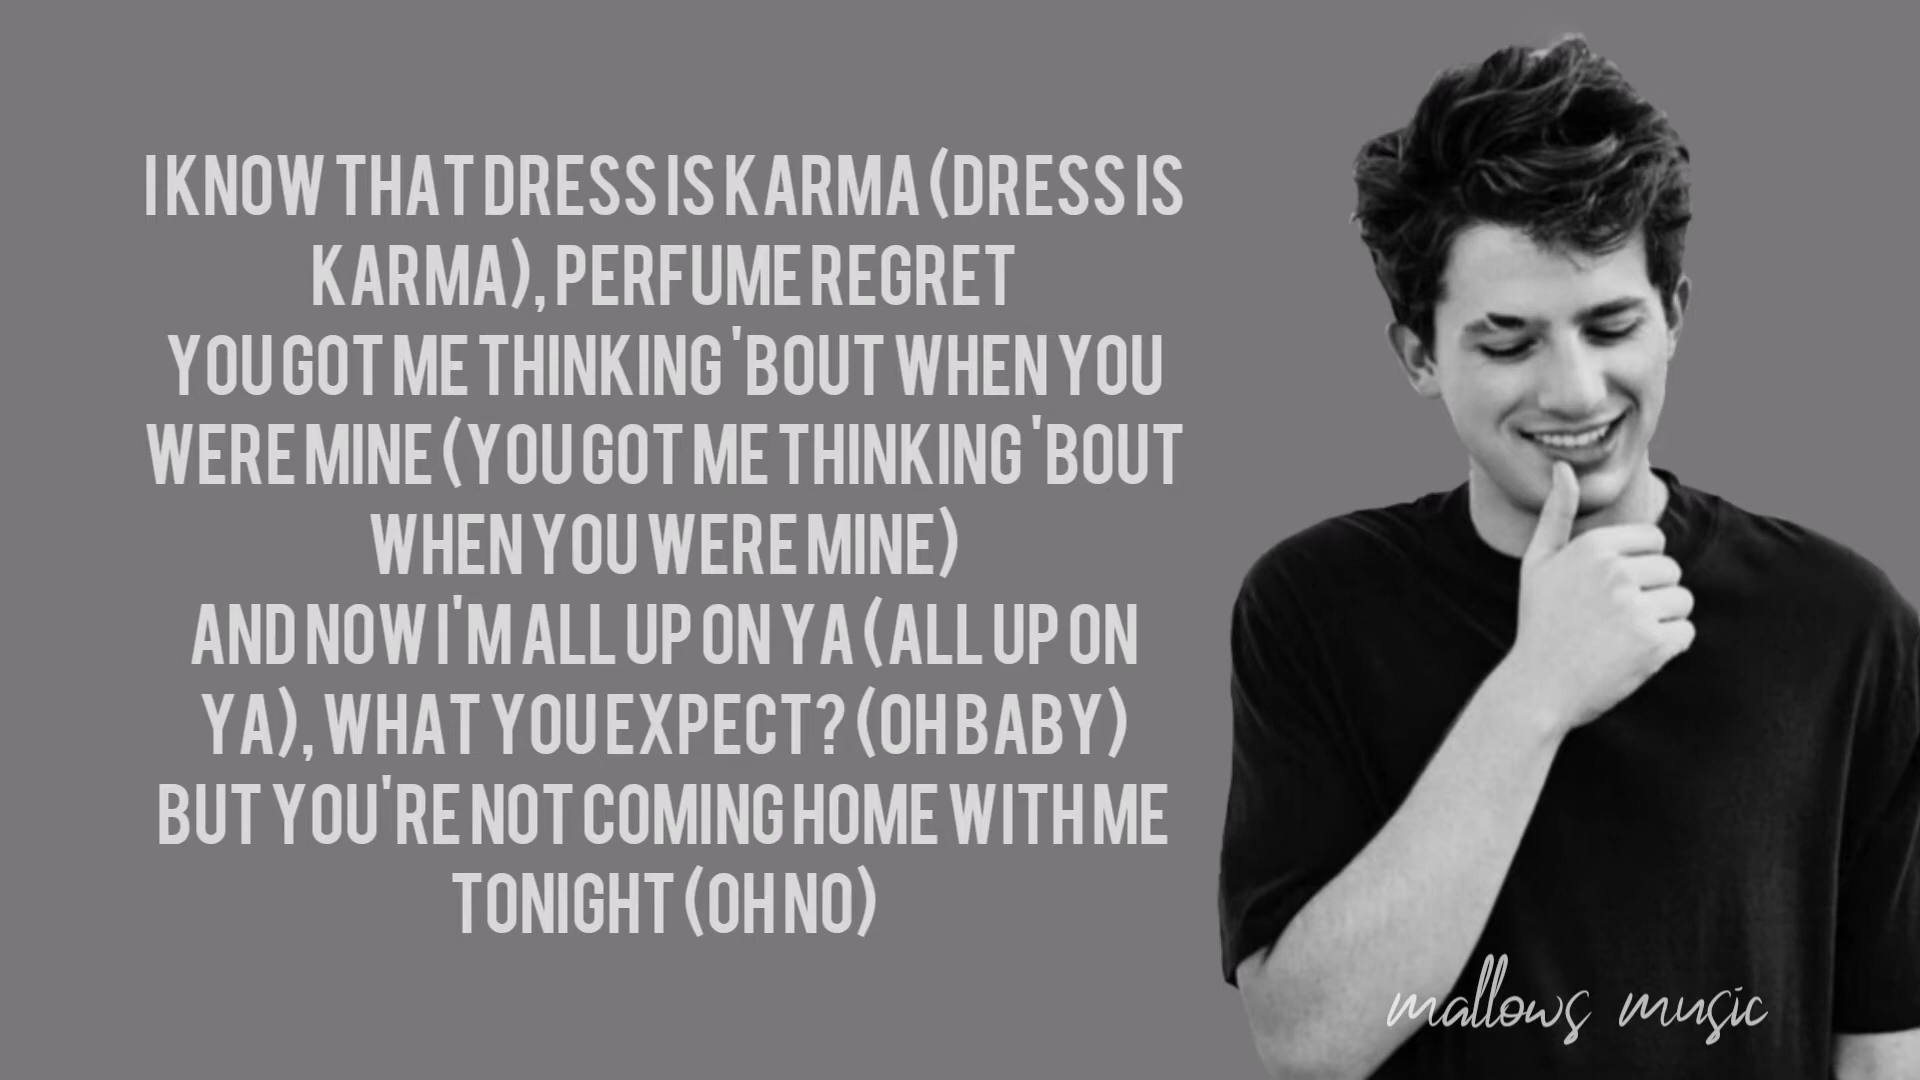 I KNOW THAT DRESS IS KARMA (DRESS IS
KARMA), PERFUME REGRET
YOU GOT ME THINKING 'BOUT WHEN YOU
WERE MINE (YOU GOT ME THINKING 'BOUT
WHEN YOU WERE MINE)
AND NOW I'M ALL UP ON YA (ALL UP ON
YA), WHAT YOU EXPECT? (OH BABY)
BUT YOU'RE NOT COMING HOME WITH ME
TONIGHT (OH NO)
mallows music